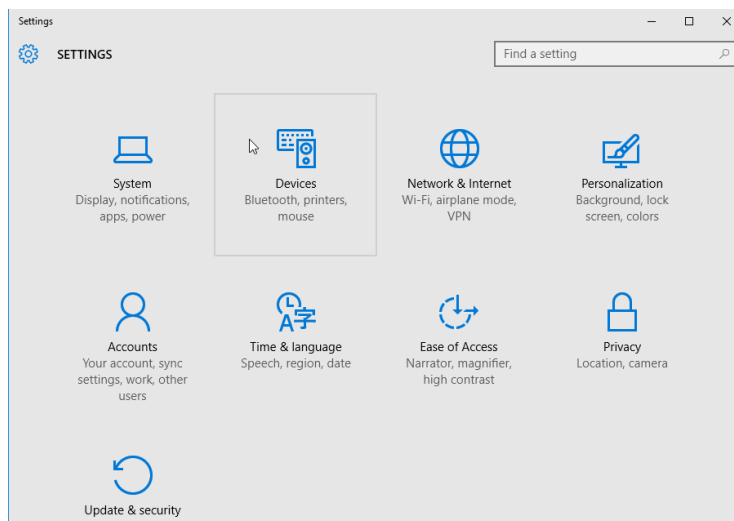 Settings
SETTINGS
Find a setting
System
Display, notifications,
apps, power
Devices
Bluetooth, printers,
mouse
Network & Internet
Wi-Fi, airplane mode,
VPN
Personalization
Background, lock
screen, colors
Accounts
Your account, sync
settings, work, other
users
Time & language
Speech, region, date
Ease of Access
Narrator, magnifier,
high contrast
Privacy
Location, camera
Update & security